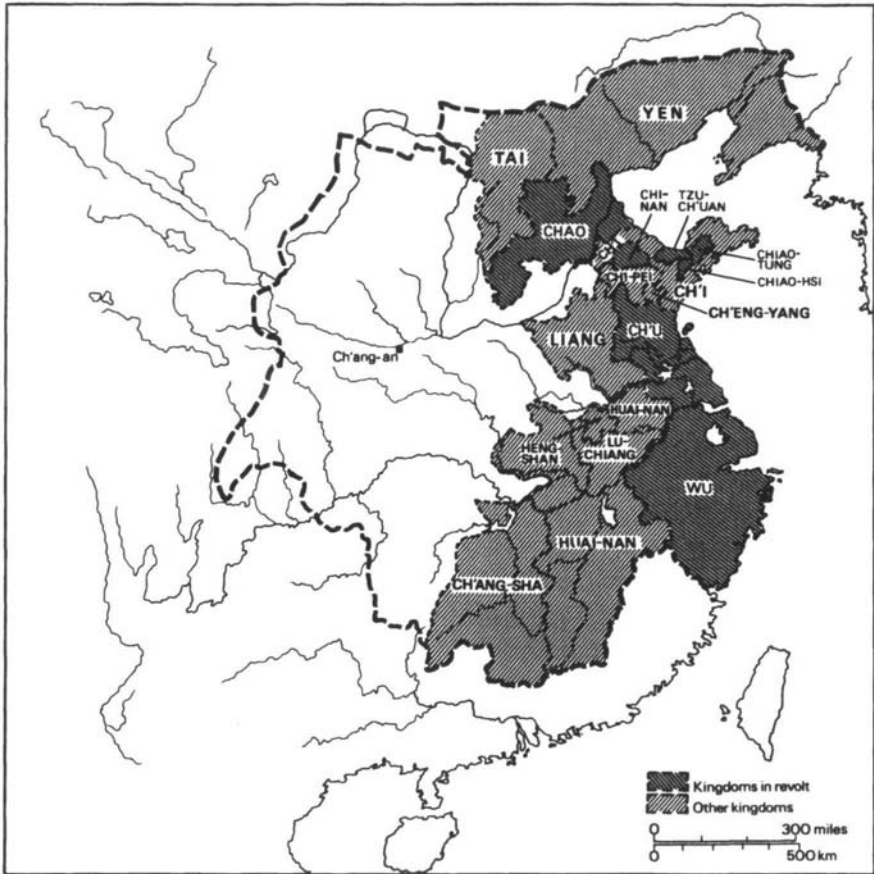 YEN
TAI
CHI-
NAN
TZU-
CH'UAN
CHAO
CHIAO-
TUNG
CHI-PEI
CHIAO-HSI
CH'I
CH'ENG-YANG
LIANG
CH'U
Ch'ang-an
HUAI-NAN
HENG-
SHAN
LU-
CHIANG
WU
HUAI-NAN
CH'ANG-SHA
Kingdoms in revolt
Other kingdoms
0 300 miles
0 500 km